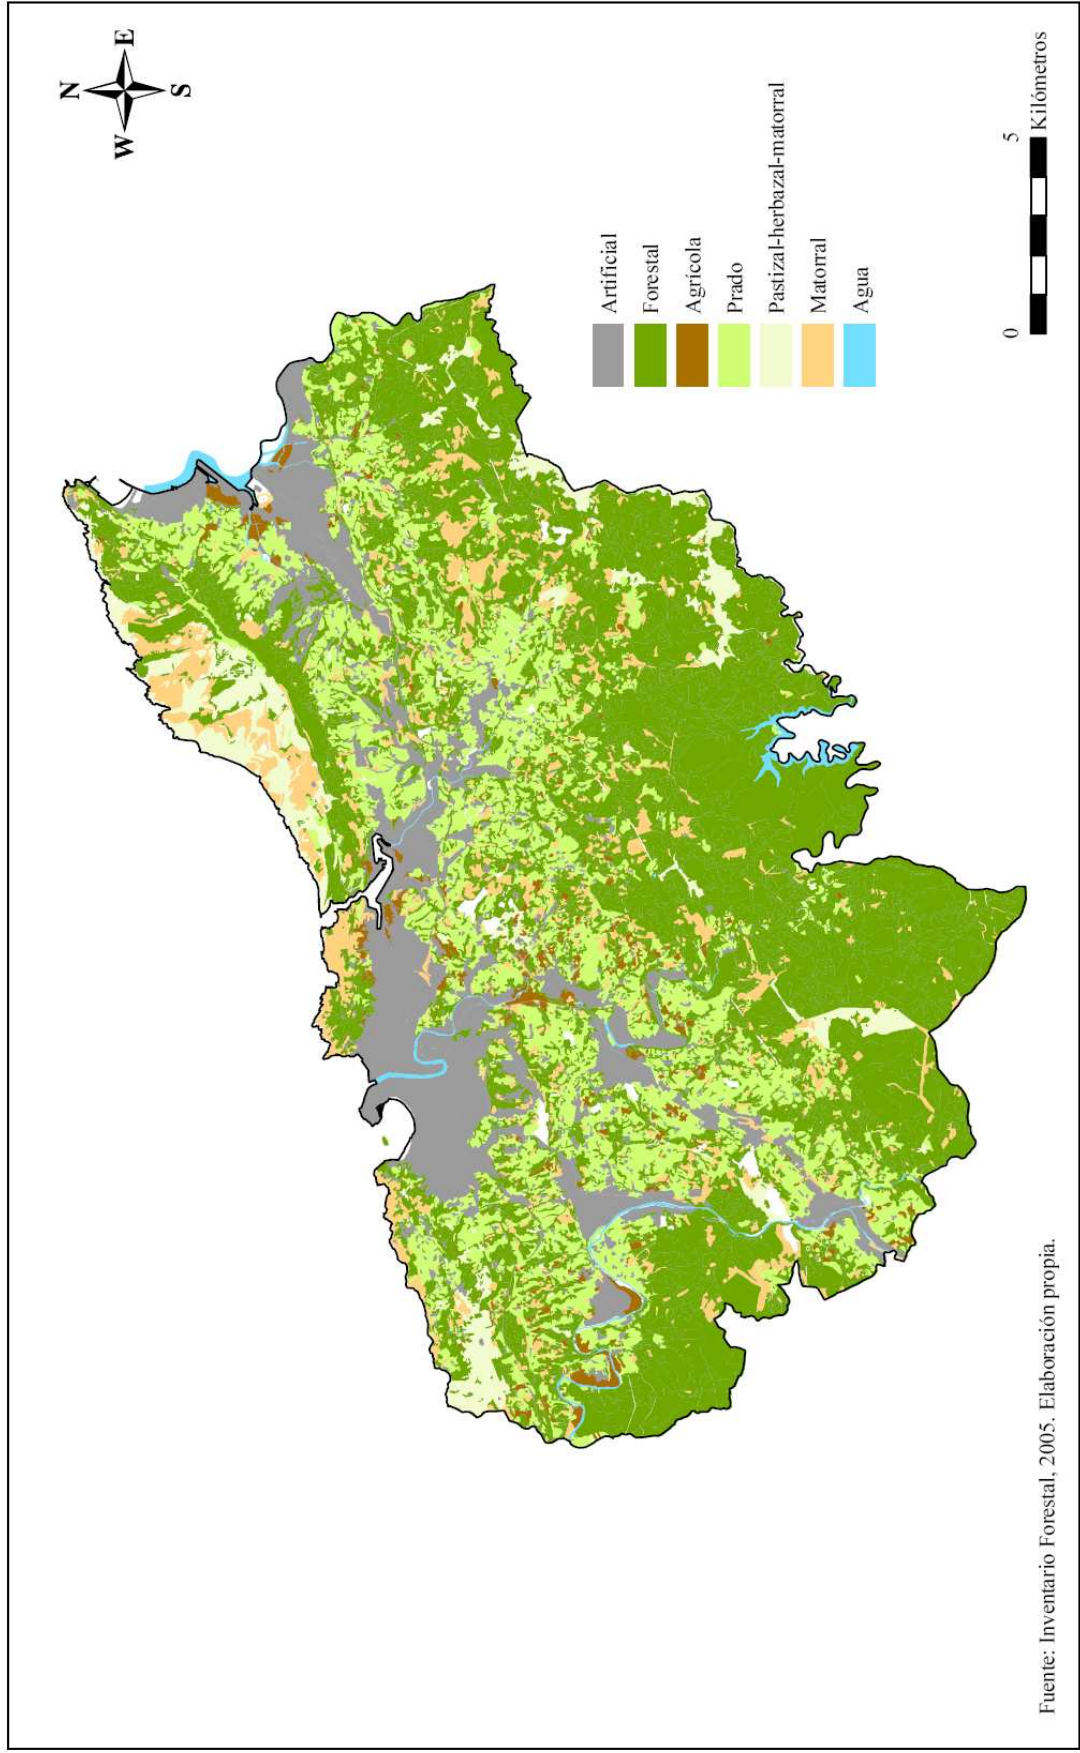 N
W
E
S
Artificial
Forestal
Agrícola
Prado
Pastizal-herbazal-matorral
Matorral
Agua
0
5
Kilómetros
Fuente: Inventario Forestal, 2005. Elaboración propia.